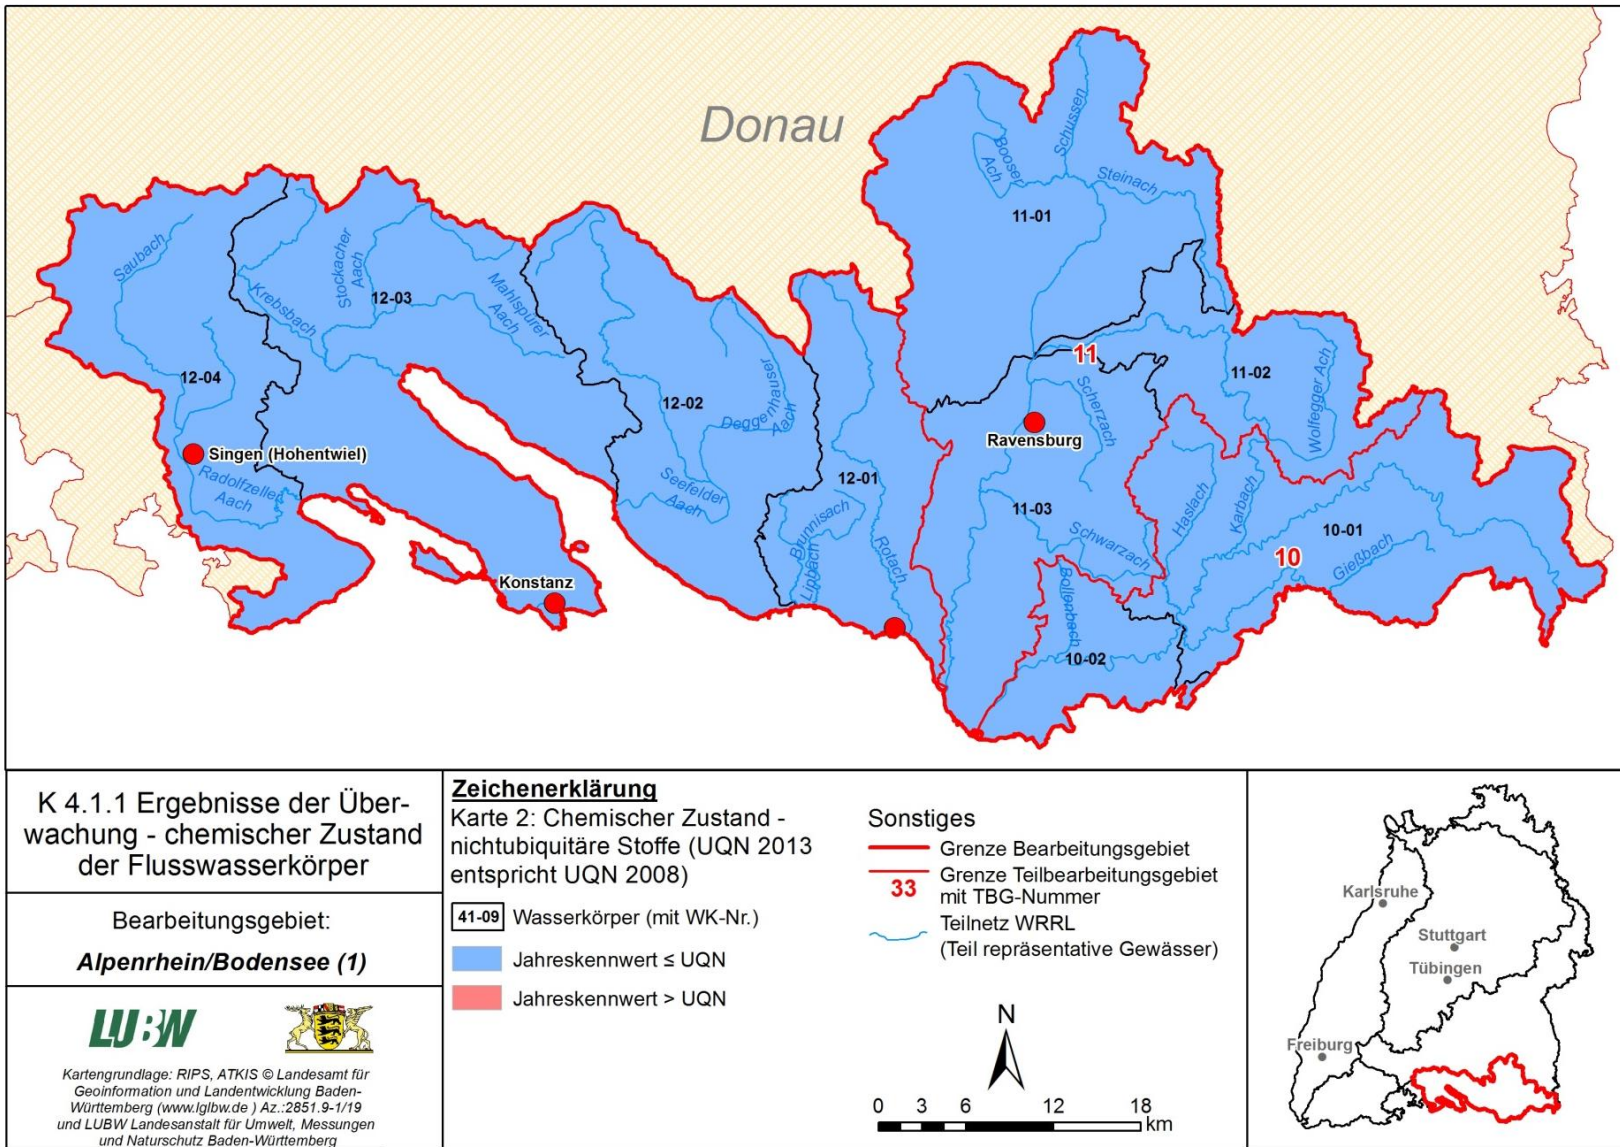 Donau
Schussen
Booser
Ach
Steinach
11-01
Saubach
Stockacher
Aach
Krebsbach
12-03
Mahlspürer
Aach
12-04
12-02
Deggenhauser
Aach
11
11-02
Wolfegger Ach
Scherzach
Ravensburg
Singen (Hohentwiel)
Radolfzeller
Aach
Seefelder
Aach
12-01
Brunnisach
Lipbach
Rotach
11-03
Schwarzach
Haslach
Karbach
10-01
10
Gießbach
Konstanz
Bollenbach
10-02
K 4.1.1 Ergebnisse der Über-
wachung - chemischer Zustand
der Flusswasserkörper
Bearbeitungsgebiet:
Alpenrhein/Bodensee (1)
LUBW
Kartengrundlage: RIPS, ATKIS © Landesamt für
Geoinformation und Landentwicklung Baden-
Württemberg (www.lglbw.de ) Az.:2851.9-1/19
und LUBW Landesanstalt für Umwelt, Messungen
und Naturschutz Baden-Württemberg
Zeichenerklärung
Karte 2: Chemischer Zustand -
nichtubiquitäre Stoffe (UQN 2013
entspricht UQN 2008)
41-09 Wasserkörper (mit WK-Nr.)
Jahreskennwert ≤ UQN
Jahreskennwert > UQN
Sonstiges
Grenze Bearbeitungsgebiet
Grenze Teilbearbeitungsgebiet
33 mit TBG-Nummer
Teilnetz WRRL
(Teil repräsentative Gewässer)
N
0 3 6 12 18
km
Karlsruhe
Stuttgart
Tübingen
Freiburg